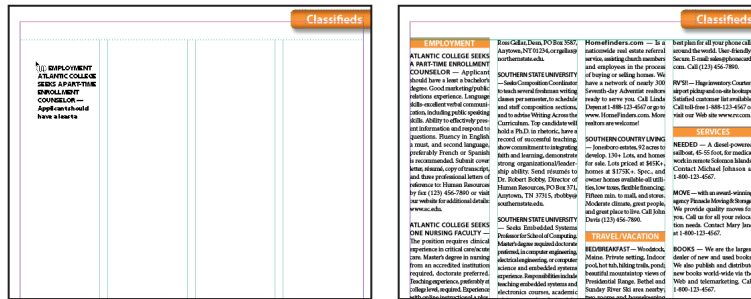 Classifieds
EMPLOYMENT
ATLANTIC COLLEGE
SEEKS A PART-TIME
ENROLLMENT
COUNSELOR —
Applicant should
have a least a
Classifieds
EMPLOYMENT
ATLANTIC COLLEGE SEEKS
A PART-TIME ENROLLMENT
COUNSELOR — Applicant
should have a least a bachelor's
degree. Good marketing/public
relations experience. Language
skills-excellent verbal communi-
cation, including public speaking
skills. Ability to effectively pres-
ent information and respond to
questions. Fluency in English
a must, and second language,
preferably French or Spanish
is recommended. Submit cover
letter, résumé, copy of transcript,
and three professional letters of
reference to: Human Resources
by fax (123) 456-7890 or visit
our website for additional details:
www.ac.edu.
ATLANTIC COLLEGE SEEKS
ONE NURSING FACULTY —
The position requires clinical
experience in critical care/acute
care. Master's degree in nursing
from an accredited institution
required, doctorate preferred.
Teaching experience, preferably at
college level, required. Experience
with online instructional a plus.
Ross Gellar, Dean, PO Box 3587,
Anytown, NY 01234, or rgellar@
northernstate.edu.
SOUTHERN STATE UNIVERSITY
— Seeks Composition Coordinator
to teach several freshman writing
classes per semester, to schedule
and staff composition sections,
and to advise Writing Across the
Curriculum. Top candidate will
hold a Ph.D. in rhetoric, have a
record of successful teaching,
show commitment to integrating
faith and learning, demonstrate
strong organizational/leader-
ship ability. Send résumés to
Dr. Robert Bobby, Director of
Human Resources, PO Box 371,
Anytown, TN 37315, rbobby@
southernstate.edu.
SOUTHERN STATE UNIVERSITY
— Seeks Embedded Systems
Professor for School of Computing.
Master's degree required doctorate
preferred, in computer engineering,
electrical engineering, or computer
science and embedded systems
experience. Responsibilities include
teaching embedded systems and
electronics courses, academic
Homefinders.com — Is a
nationwide real estate referral
service, assisting church members
and employees in the process
of buying or selling homes. We
have a network of nearly 300
Seventh-day Adventist realtors
ready to serve you. Call Linda
Dayen at 1-888-123-4567 or go to
www. HomeFinders.com. More
realtors are welcome!
SOUTHERN COUNTRY LIVING
— Jonesboro estates, 92 acres to
develop. 130+ Lots, and homes
for sale. Lots priced at $45K+,
homes at $175K+, Spec., and
owner homes available-all utili-
ties, low taxes, flexible financing.
Fifteen min. to mall, and stores.
Moderate climate, great people,
and great place to live. Call John
Davis (123) 456-7890.
TRAVEL/VACATION
BED/BREAKFAST — Woodstock,
Maine. Private setting, Indoor
pool, hot tub, hiking trails, pond,
beautiful mountaintop views of
Presidential Range. Bethel and
Sunday River Ski area nearby;
two rooms and housekeeping
best plan for all your phone calls
around the world. User-friendly
Secure. E-mail: sales@phonecard
com. Call (123) 456-7890.
RV'S!! — Huge inventory, Courteous
airport pickup and on-site hookups
Satisfied customer list available
Call toll free 1-888-123-4567 or
visit our Web site www.rv.com.
SERVICES
NEEDED — A diesel-powered
sailboat, 45-55 foot, for medical
work in remote Solomon Islands
Contact Michael Johnson at
1-800-123-4567.
MOVE — with an award-winning
agency Pinnacle Moving & Storage
We provide quality moves for
you. Call us for all your reloca-
tion needs. Contact Mary Jane
at 1-800-123-4567.
BOOKS — We are the largest
dealer of new and used books
We also publish and distribute
new books world-wide via the
Web and telemarketing. Call
1-800-123-4567.